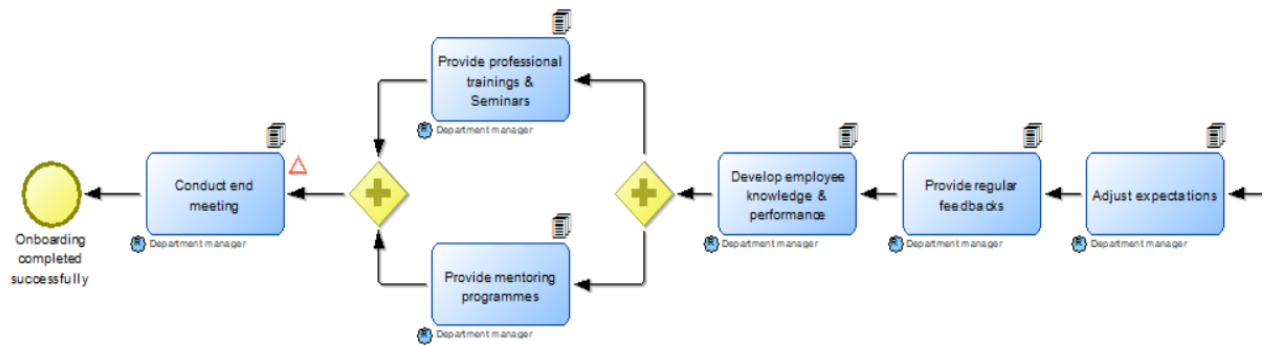 Provide professional
trainings &
Seminars
Department manager
Conduct end
meeting
Department manager
Onboarding
completed
successfully
Develop employee
knowledge &
performance
Department manager
Provide regular
feedbacks
Department manager
Adjust expectations
Department manager
Provide mentoring
programmes
Department manager